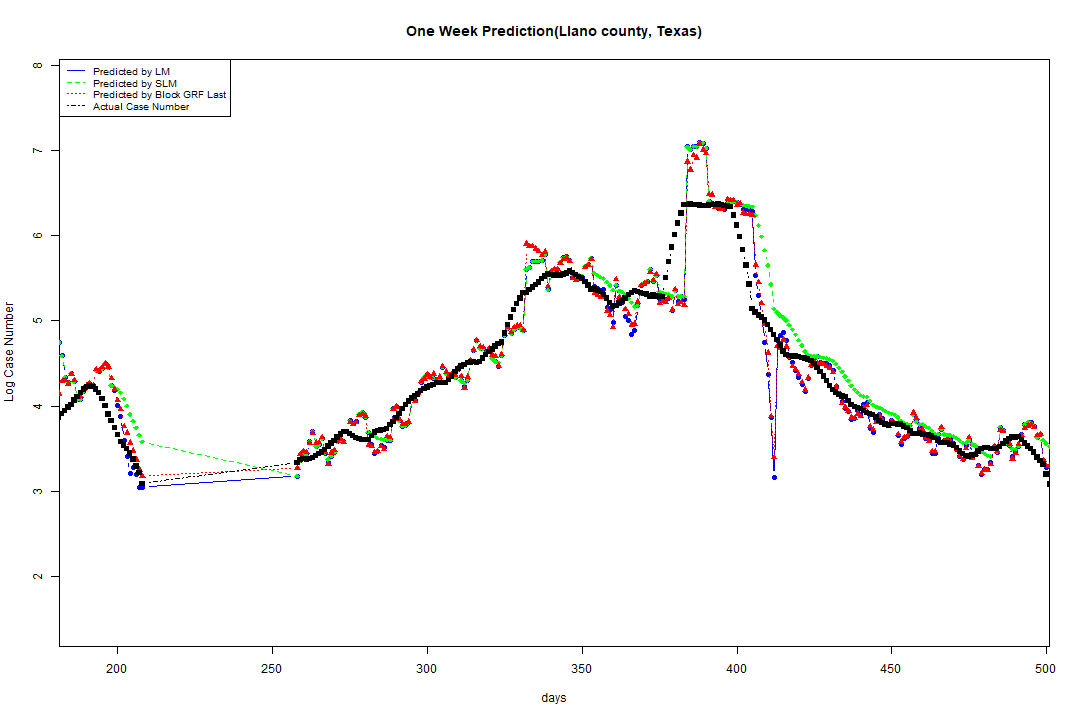 One Week Prediction(Llano county, Texas)
Predicted by LM
Predicted by SLM
Predicted by Block GRF Last
Actual Case Number
8
7
6
5
4
3
2
Log Case Number
200 250 300 350 400 450 500
days